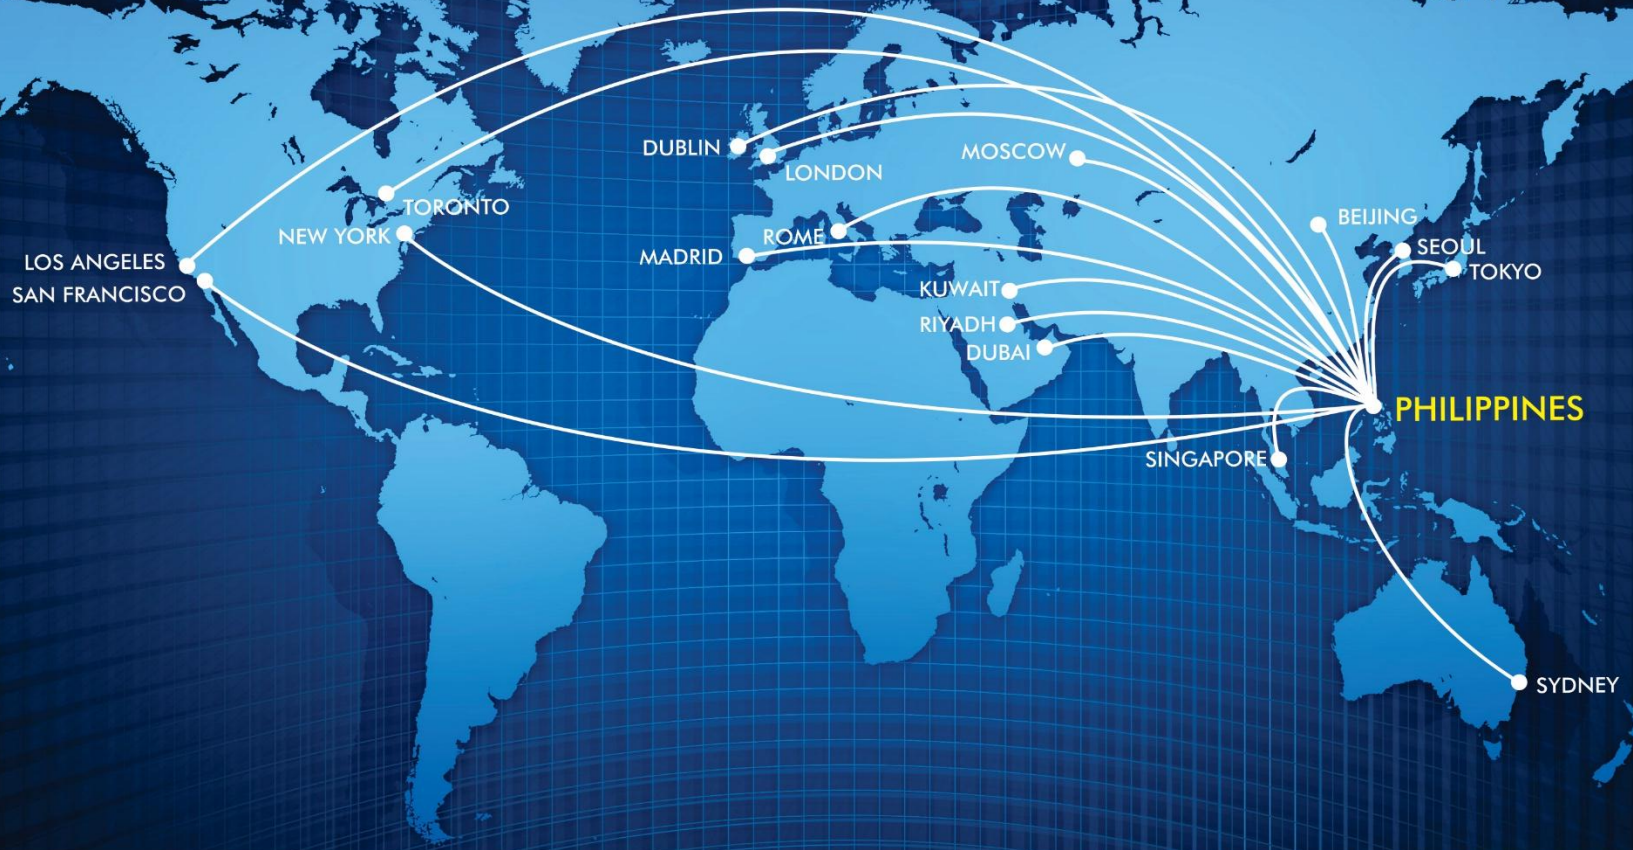 DUBLIN
LONDON
MOSCOW
TORONTO
NEW YORK
LOS ANGELES
SAN FRANCISCO
MADRID
ROME
BEIJING
SEOUL
TOKYO
KUWAIT
RIYADH
DUBAI
PHILIPPINES
SINGAPORE
SYDNEY